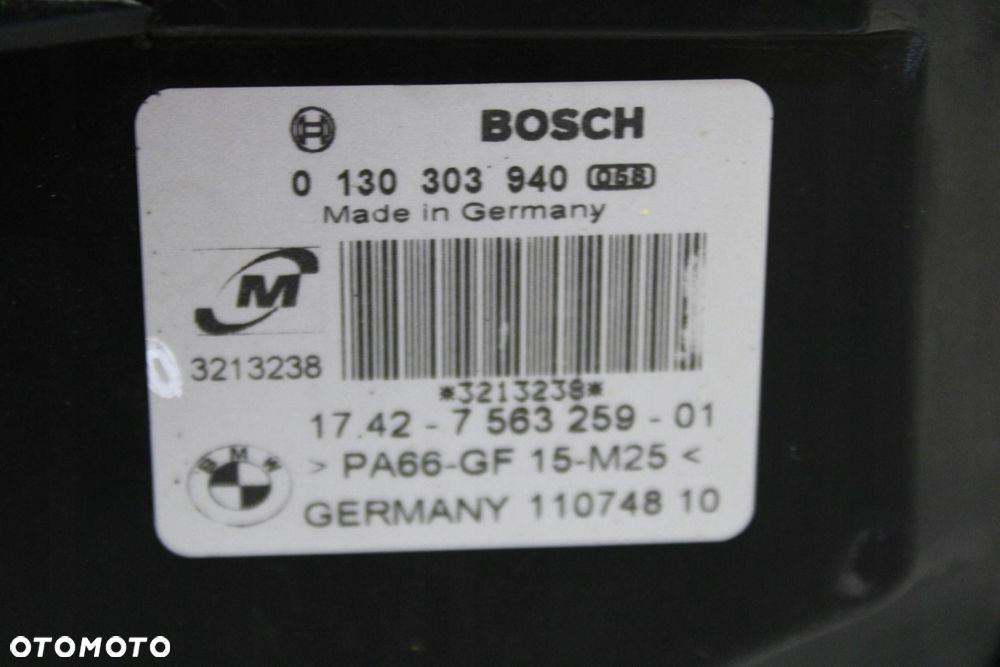 BOSCH
0 130 303 940 058
Made in Germany
M
3213238
*3213238*
17.42 - 7 563 259 - 01
BMW
> PA66-GF 15-M25 <
GERMANY 110748 10
OTOMOTO